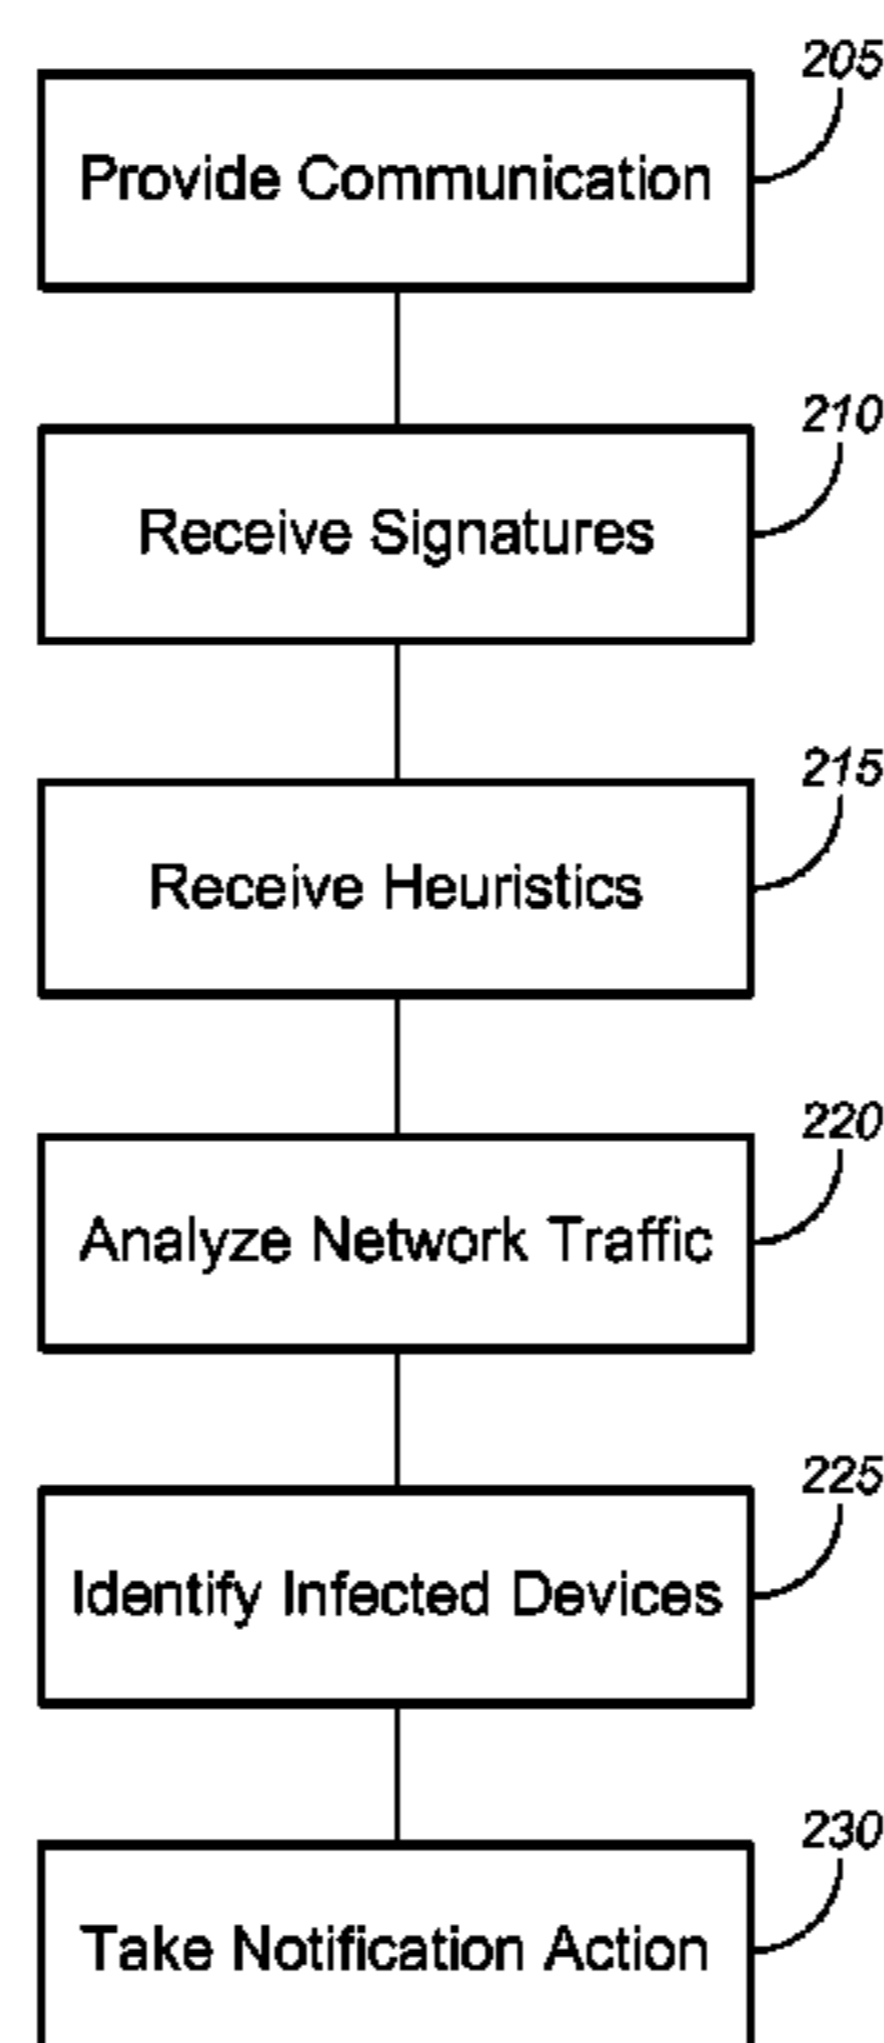 205
Provide Communication
210
Receive Signatures
215
Receive Heuristics
220
Analyze Network Traffic
225
Identify Infected Devices
230
Take Notification Action